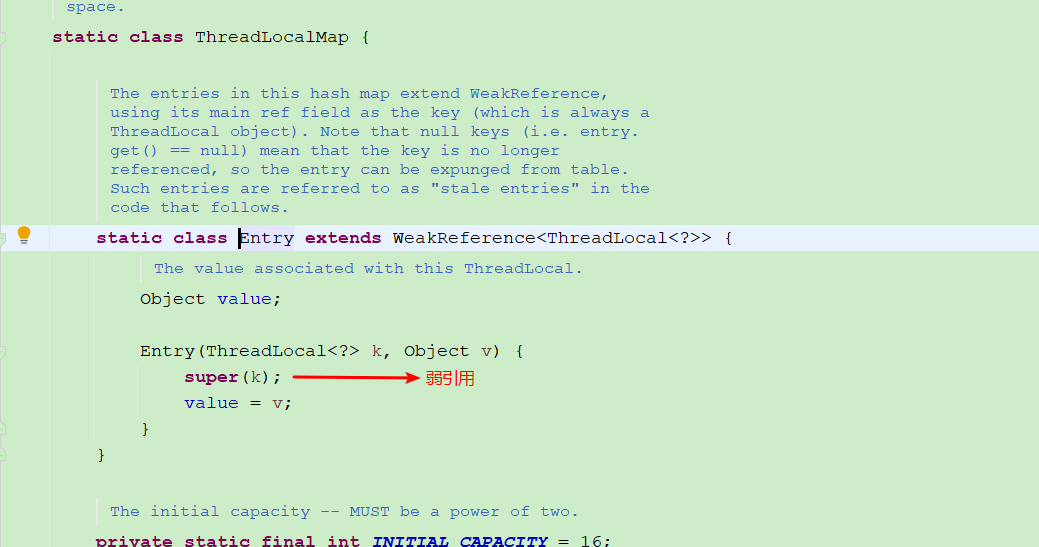 space.
static class ThreadLocalMap {
The entries in this hash map extend WeakReference,
using its main ref field as the key (which is always a
ThreadLocal object). Note that null keys (i.e. entry.
get() == null) mean that the key is no longer
referenced, so the entry can be expunged from table.
Such entries are referred to as "stale entries" in the
code that follows.
static class Entry extends WeakReference<ThreadLocal<?>> {
The value associated with this ThreadLocal.
Object value;
Entry(ThreadLocal<?> k, Object v) {
super(k); 弱引用
value = v;
}
}
The initial capacity -- MUST be a power of two.
private static final int INITIAL_CAPACITY = 16;